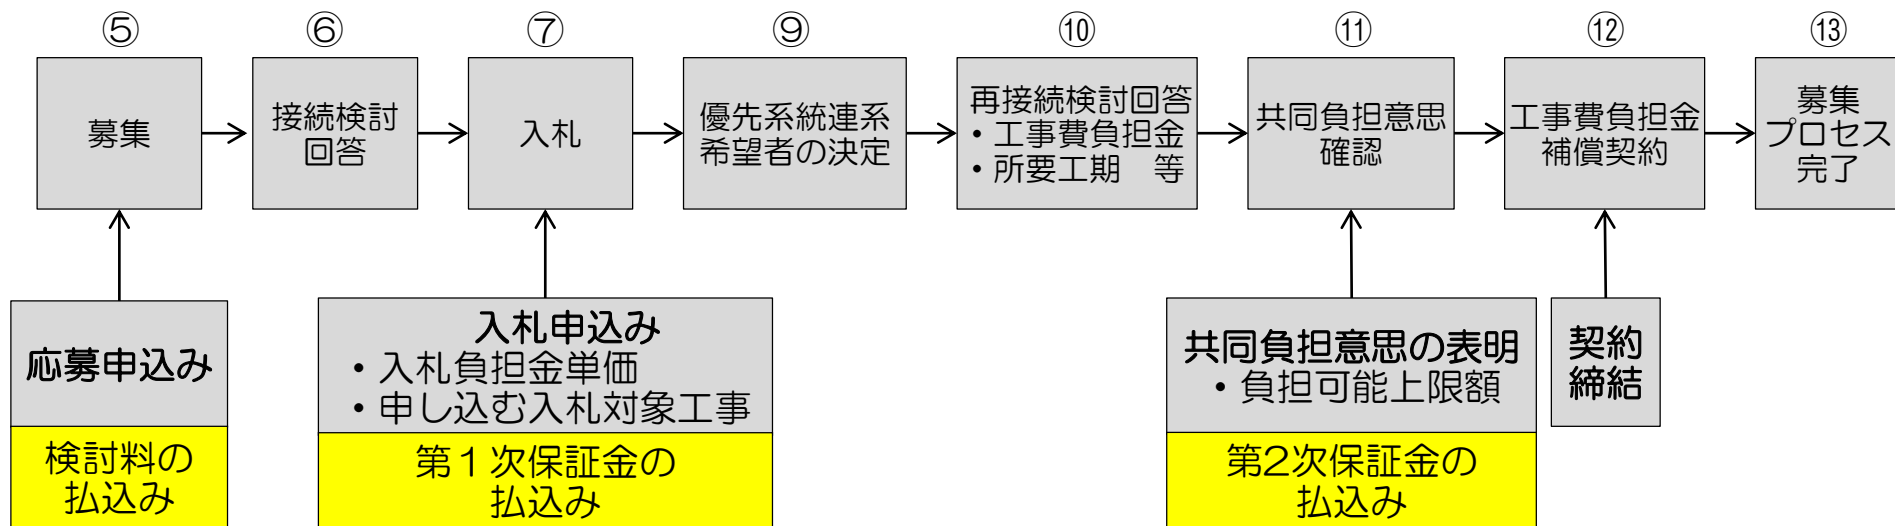 ⑤
⑥
⑦
⑨
⑩
⑪
⑫
⑬
募集
接続検討
回答
入札
優先系統連系
希望者の決定
再接続検討回答
・工事費負担金
・所要工期　等
共同負担意思
確認
工事費負担金
補償契約
募集
プロセス
完了
応募申込み
検討料の
払込み
入札申込み
・入札負担金単価
・申し込む入札対象工事
第１次保証金の
払込み
共同負担意思の表明
・負担可能上限額
第2次保証金の
払込み
契約
締結